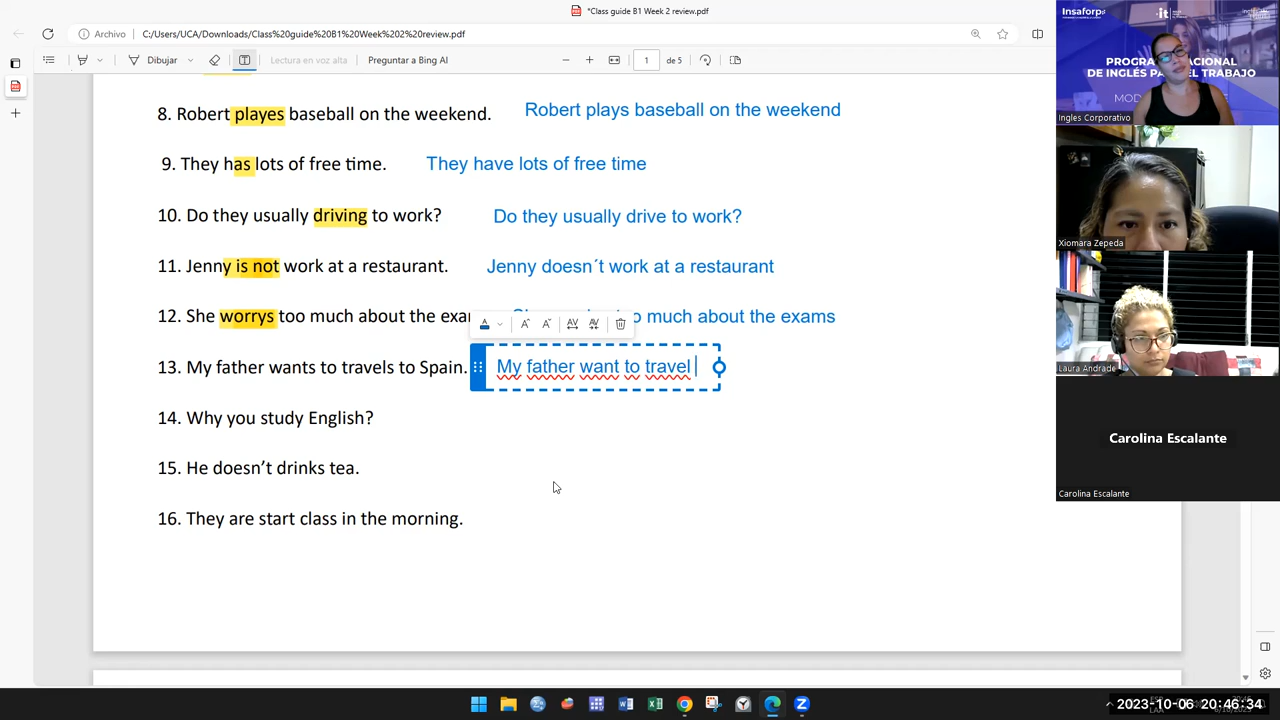 *Class guide B1 Week 2 review.pdf
Archivo C:/Users/UCA/Downloads/Class%20guide%20B1%20Week%202%20review.pdf
Dibujar Lectura en voz alta Preguntar a Bing AI 1 de 5
8. Robert playes baseball on the weekend. Robert plays baseball on the weekend
9. They has lots of free time. They have lots of free time
10. Do they usually driving to work? Do they usually drive to work?
11. Jenny is not work at a restaurant. Jenny doesn´t work at a restaurant
12. She worrys too much about the exa too much about the exams
13. My father wants to travels to Spain. My father want to travel
14. Why you study English?
15. He doesn't drinks tea.
16. They are start class in the morning.
Insaforp
it
DE INGLÉS PA EL TRABAJO
Ingles Corporativo
Xiomara Zepeda
Laura Andrade
Carolina Escalante
Carolina Escalante
2023-10-06 20:46:34